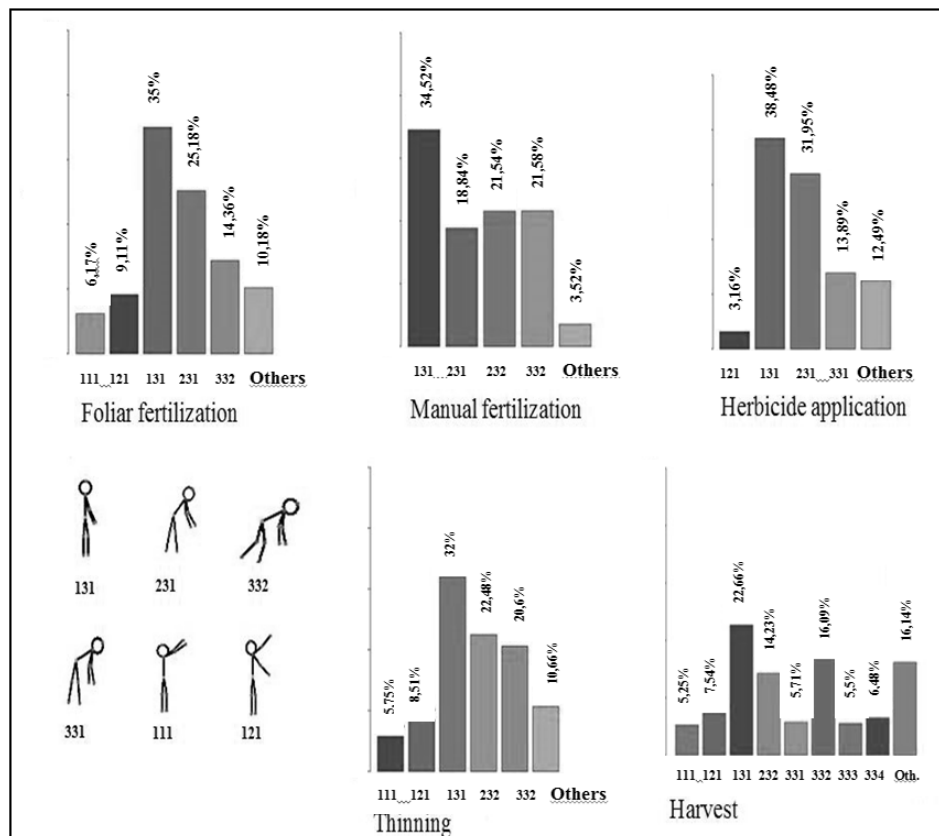 6,17%
9,11%
35%
25,18%
14,36%
10,18%
111 121 131 231 332 Others
Foliar fertilization
34,52%
18,84%
21,54%
21,58%
3,52%
131 231 232 332 Others
Manual fertilization
3,16%
38,48%
31,95%
13,89%
12,49%
121 131 231 331 Others
Herbicide application
131 231 332
331 111 121
5.75%
8,51%
32%
22,48%
20,6%
10,66%
111 121 131 232 332 Others
Thinning
5,25%
7,54%
22,66%
14,23%
5,71%
16,09%
5,5%
6,48%
16,14%
111 121 131 232 331 332 333 334 Oth.
Harvest